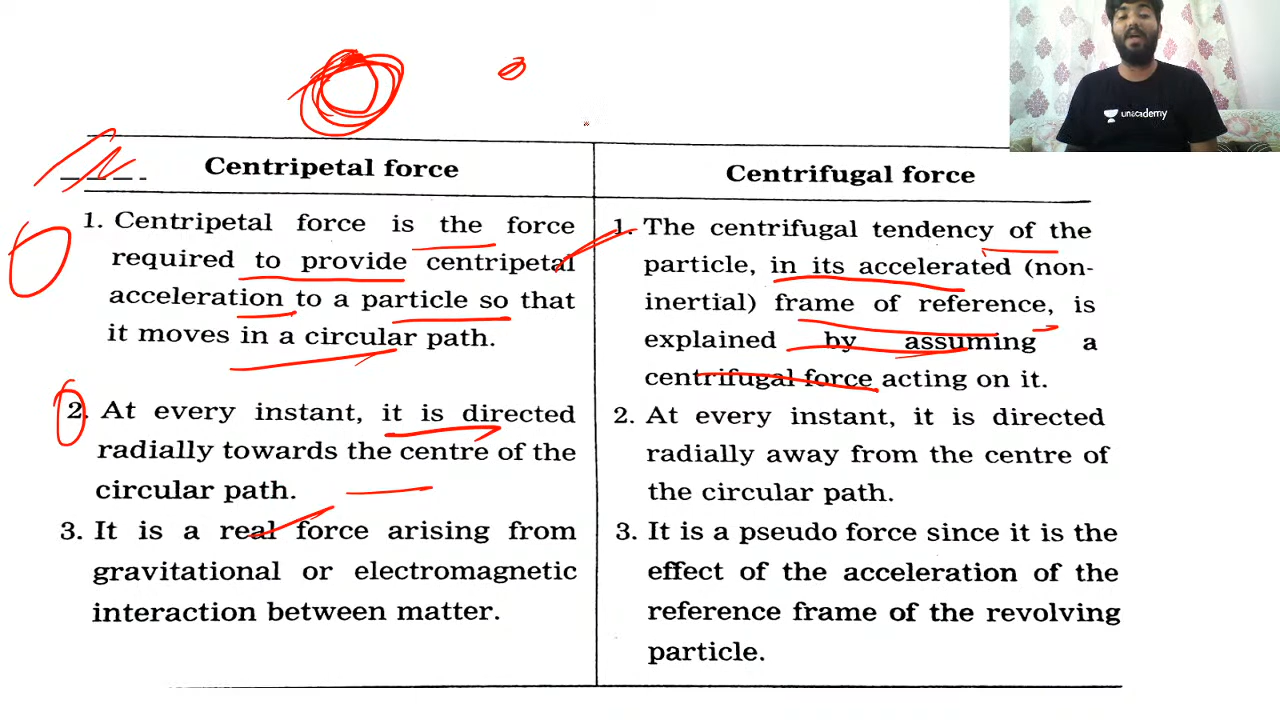 unacademy
Centripetal force
1. Centripetal force is the force
required to provide centripetal
acceleration to a particle so that
it moves in a circular path.
2. At every instant, it is directed
radially towards the centre of the
circular path.
3. It is a real force arising from
gravitational or electromagnetic
interaction between matter.
Centrifugal force
1. The centrifugal tendency of the
particle, in its accelerated (non-
inertial) frame of reference, is
explained by assuming a
centrifugal force acting on it.
2. At every instant, it is directed
radially away from the centre of
the circular path.
3. It is a pseudo force since it is the
effect of the acceleration of the
reference frame of the revolving
particle.